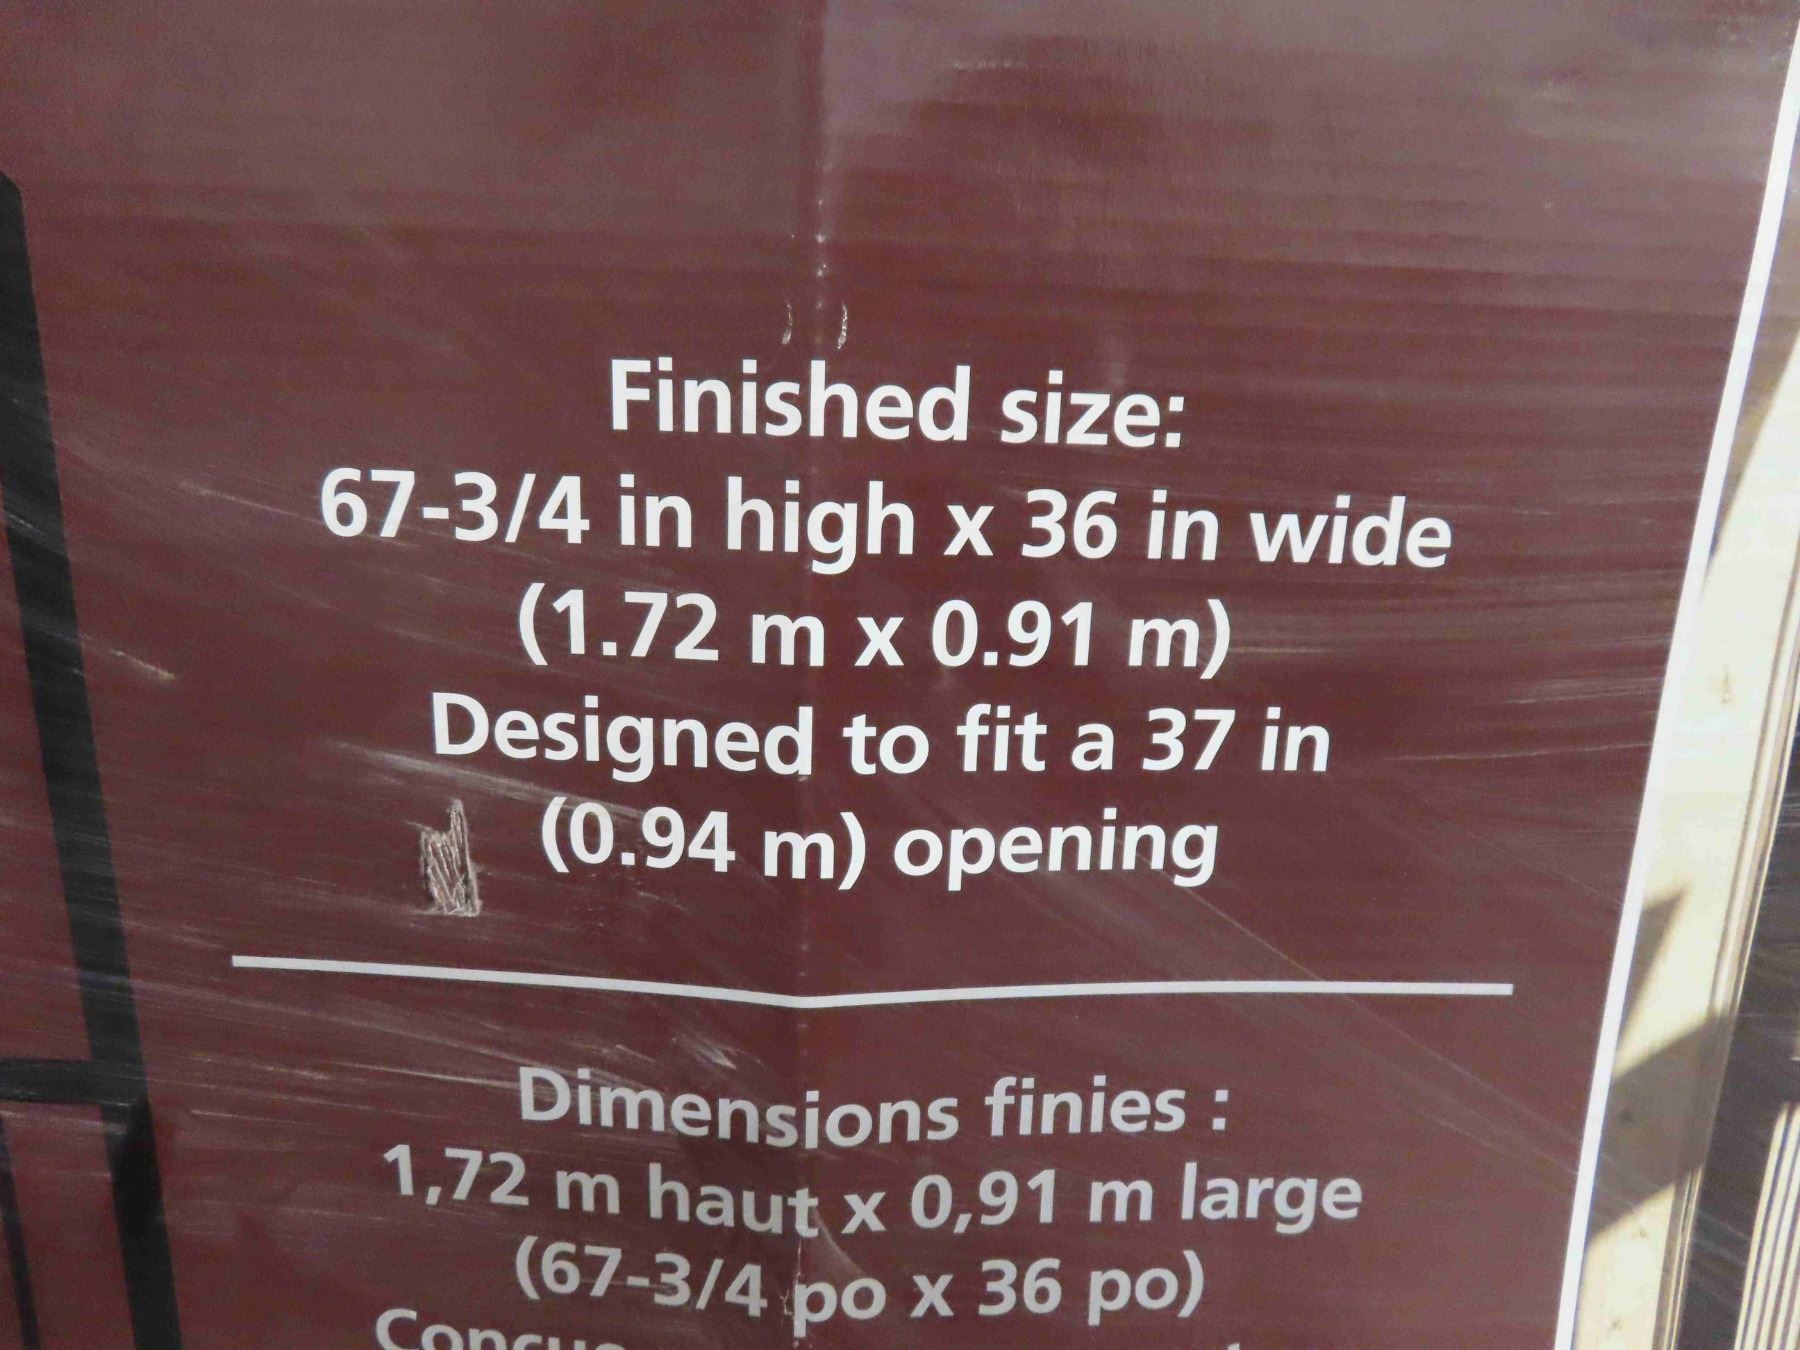 Finished size:
67-3/4 in high x 36 in wide
(1.72 m x 0.91 m)
Designed to fit a 37 in
(0.94 m) opening
Dimensions finies :
1,72 m haut x 0,91 m large
(67-3/4 po x 36 po)